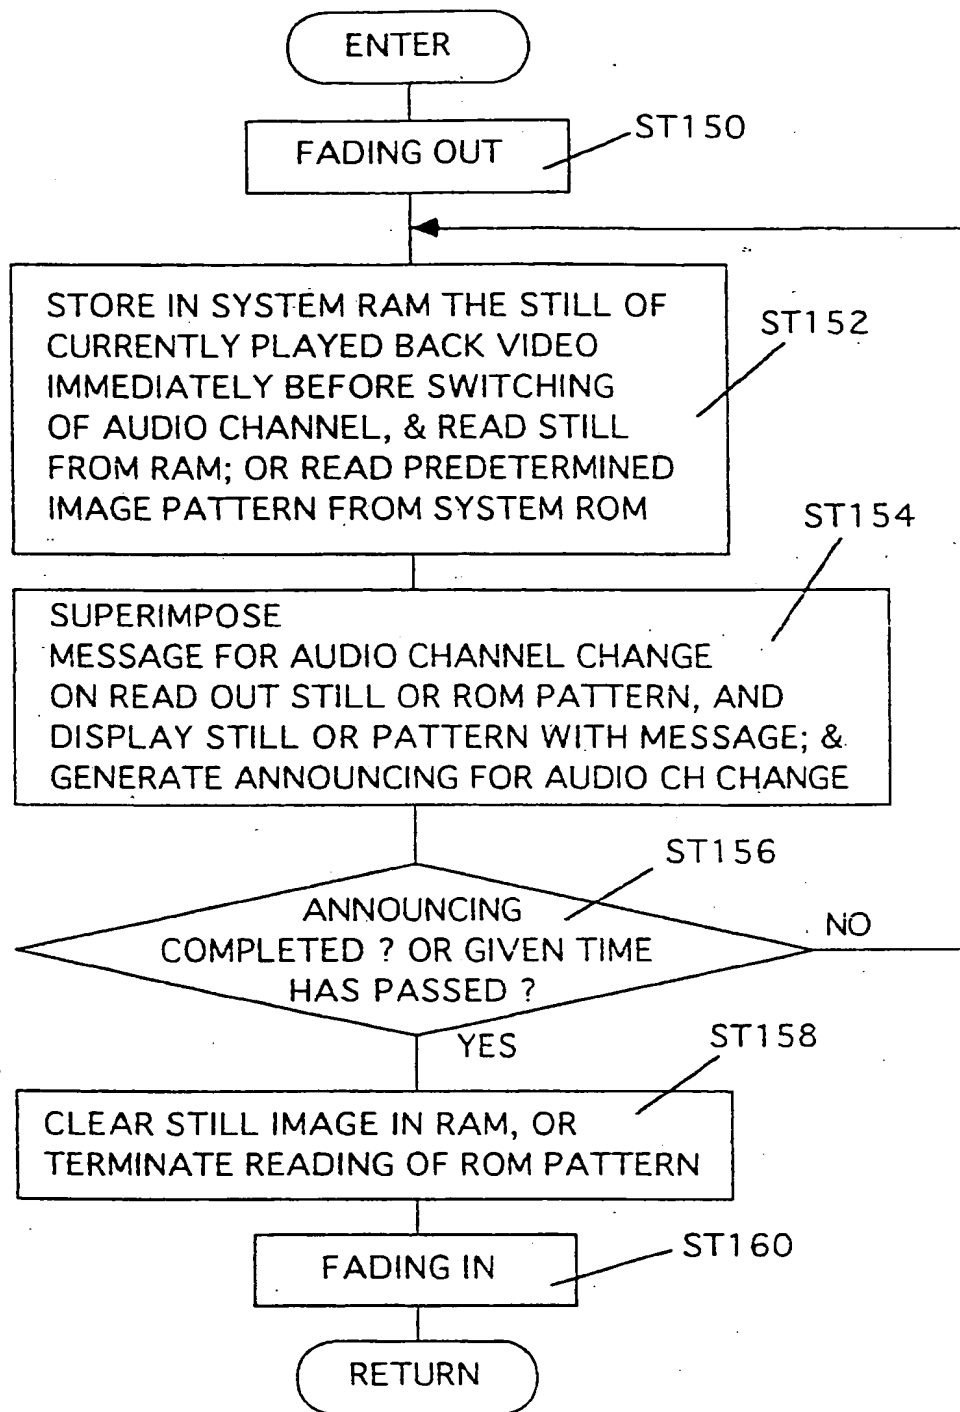 ENTER
FADING OUT
ST150
STORE IN SYSTEM RAM THE STILL OF
CURRENTLY PLAYED BACK VIDEO
IMMEDIATELY BEFORE SWITCHING
OF AUDIO CHANNEL, & READ STILL
FROM RAM; OR READ PREDETERMINED
IMAGE PATTERN FROM SYSTEM ROM
ST152
ST154
SUPERIMPOSE
MESSAGE FOR AUDIO CHANNEL CHANGE
ON READ OUT STILL OR ROM PATTERN, AND
DISPLAY STILL OR PATTERN WITH MESSAGE; &
GENERATE ANNOUNCING FOR AUDIO CH CHANGE
ST156
ANNOUNCING
COMPLETED ? OR GIVEN TIME
HAS PASSED ?
NO
YES
ST158
CLEAR STILL IMAGE IN RAM, OR
TERMINATE READING OF ROM PATTERN
FADING IN
ST160
RETURN